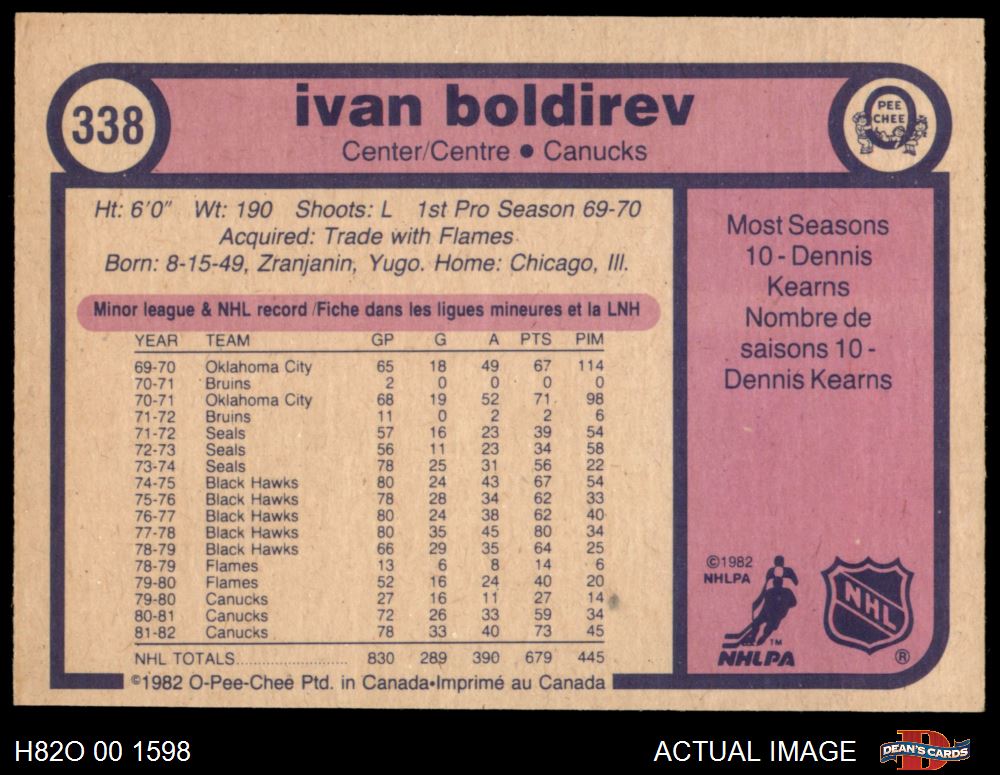 338
ivan boldirev
Center/Centre • Canucks
O
PEE
CHEE
Ht: 6'0" Wt: 190 Shoots: L 1st Pro Season 69-70
Acquired: Trade with Flames
Born: 8-15-49, Zranjanin, Yugo. Home: Chicago, Ill.
Minor league & NHL record /Fiche dans les ligues mineures et la LNH
YEAR TEAM GP G A PTS PIM
69-70 Oklahoma City 65 18 49 67 114
70-71 Bruins 2 0 0 0 0
70-71 Oklahoma City 68 19 52 71 98
71-72 Bruins 11 0 2 2 6
71-72 Seals 57 16 23 39 54
72-73 Seals 56 11 23 34 58
73-74 Seals 78 25 31 56 22
74-75 Black Hawks 80 24 43 67 54
75-76 Black Hawks 78 28 34 62 33
76-77 Black Hawks 80 24 38 62 40
77-78 Black Hawks 80 35 45 80 34
78-79 Black Hawks 66 29 35 64 25
78-79 Flames 13 6 8 14 6
79-80 Flames 52 16 24 40 20
79-80 Canucks 27 16 11 27 14
80-81 Canucks 72 26 33 59 34
81-82 Canucks 78 33 40 73 45
NHL TOTALS.......................... 830 289 390 679 445
©1982 O-Pee-Chee Ptd. in Canada•Imprimé au Canada
Most Seasons
10 - Dennis
Kearns
Nombre de
saisons 10 -
Dennis Kearns
©1982
NHLPA
TM
NHLPA
NHL
®
H82O 00 1598
ACTUAL IMAGE
D
DEAN'S CARDS